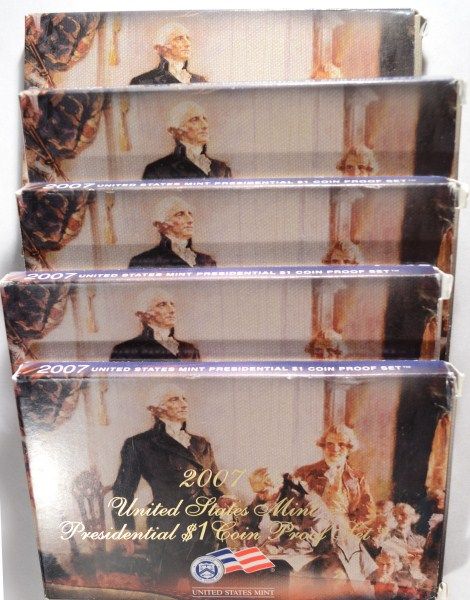 2007 UNITED STATES MINT PRESIDENTIAL $1 COIN PROOF SET™
2007 UNITED STATES MINT PRESIDENTIAL $1 COIN PROOF SET™
2007 UNITED STATES MINT PRESIDENTIAL $1 COIN PROOF SET™
2007
United States Mint
Presidential $1 Coin Proof Set™
UNITED STATES MINT